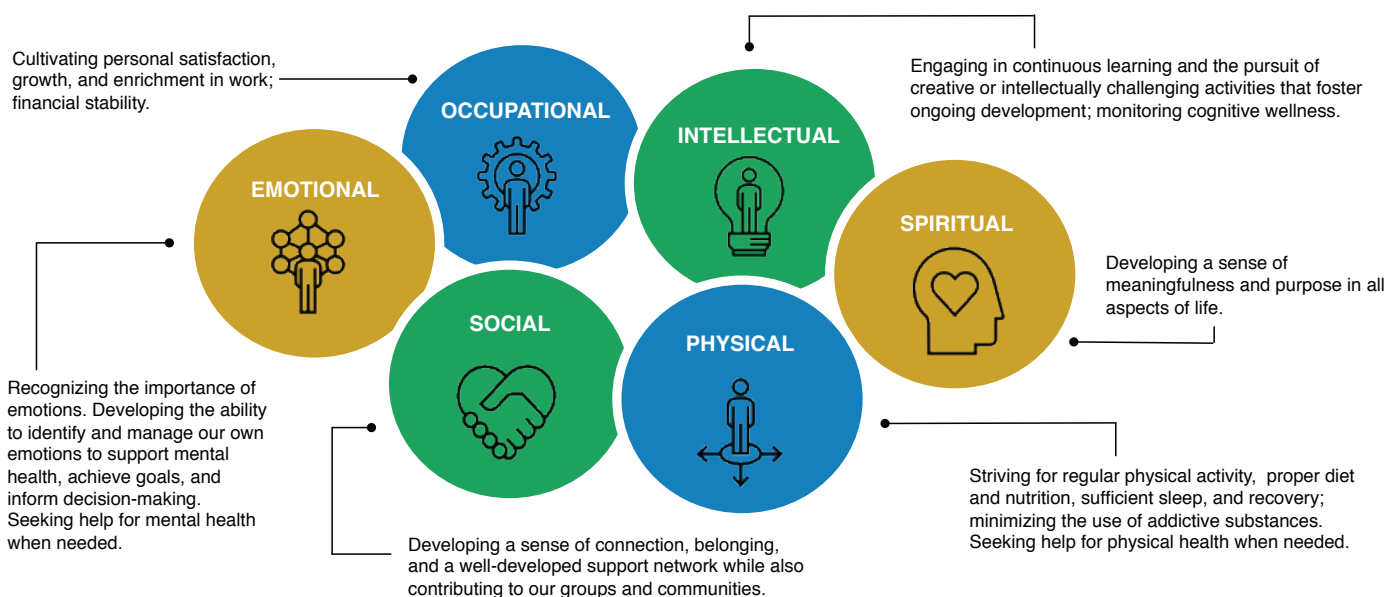 Cultivating personal satisfaction,
growth, and enrichment in work;
financial stability.
OCCUPATIONAL
Engaging in continuous learning and the pursuit of
creative or intellectually challenging activities that foster
ongoing development; monitoring cognitive wellness.
INTELLECTUAL
EMOTIONAL
Recognizing the importance of
emotions. Developing the ability
to identify and manage our own
emotions to support mental
health, achieve goals, and
inform decision-making.
Seeking help for mental health
when needed.
SPIRITUAL
Developing a sense of
meaningfulness and purpose in all
aspects of life.
SOCIAL
Developing a sense of connection, belonging,
and a well-developed support network while also
contributing to our groups and communities.
PHYSICAL
Striving for regular physical activity,  proper diet
and nutrition, sufficient sleep, and recovery;
minimizing the use of addictive substances.
Seeking help for physical health when needed.